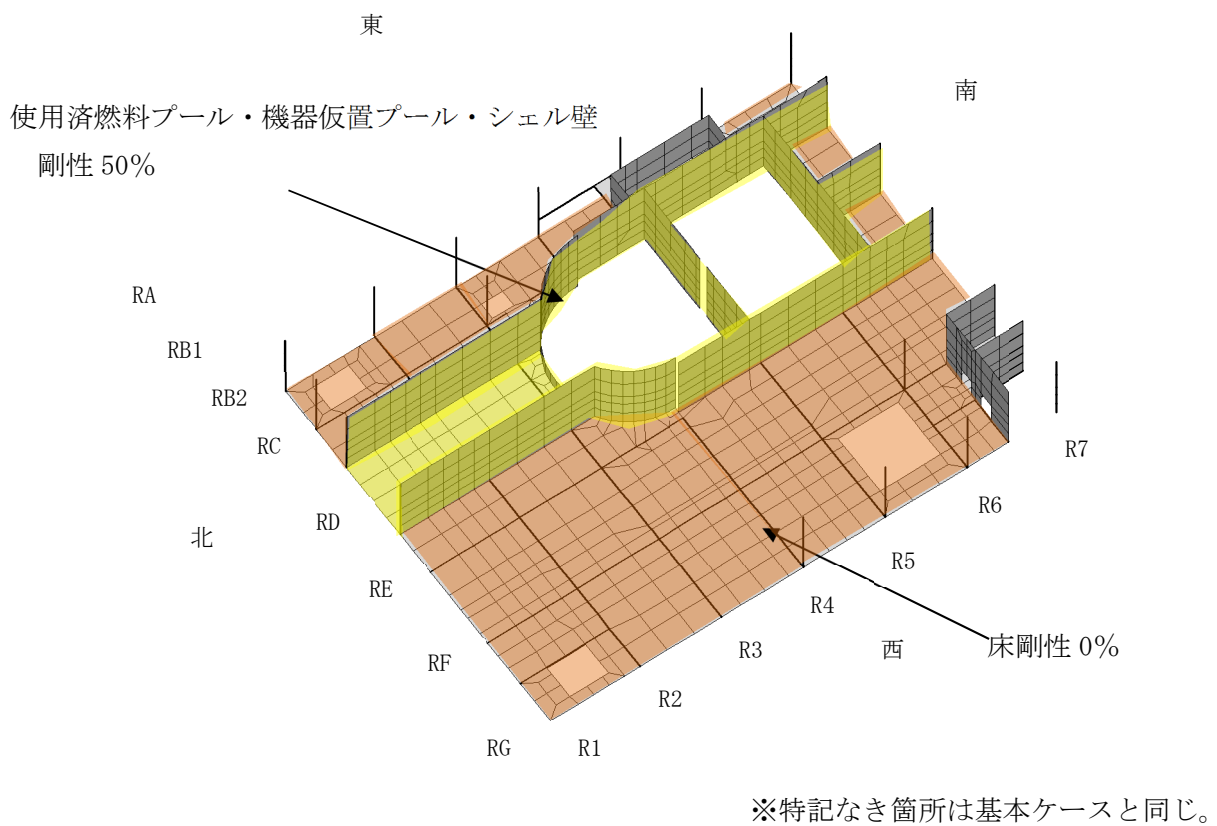 東
南
使用済燃料プール・機器仮置プール・シェル壁
剛性 50％
RA
RB1
RB2
RC
RD
RE
RF
RG
北
R1
R2
R3
R4
R5
R6
R7
西
床剛性 0％
※特記なき箇所は基本ケースと同じ。